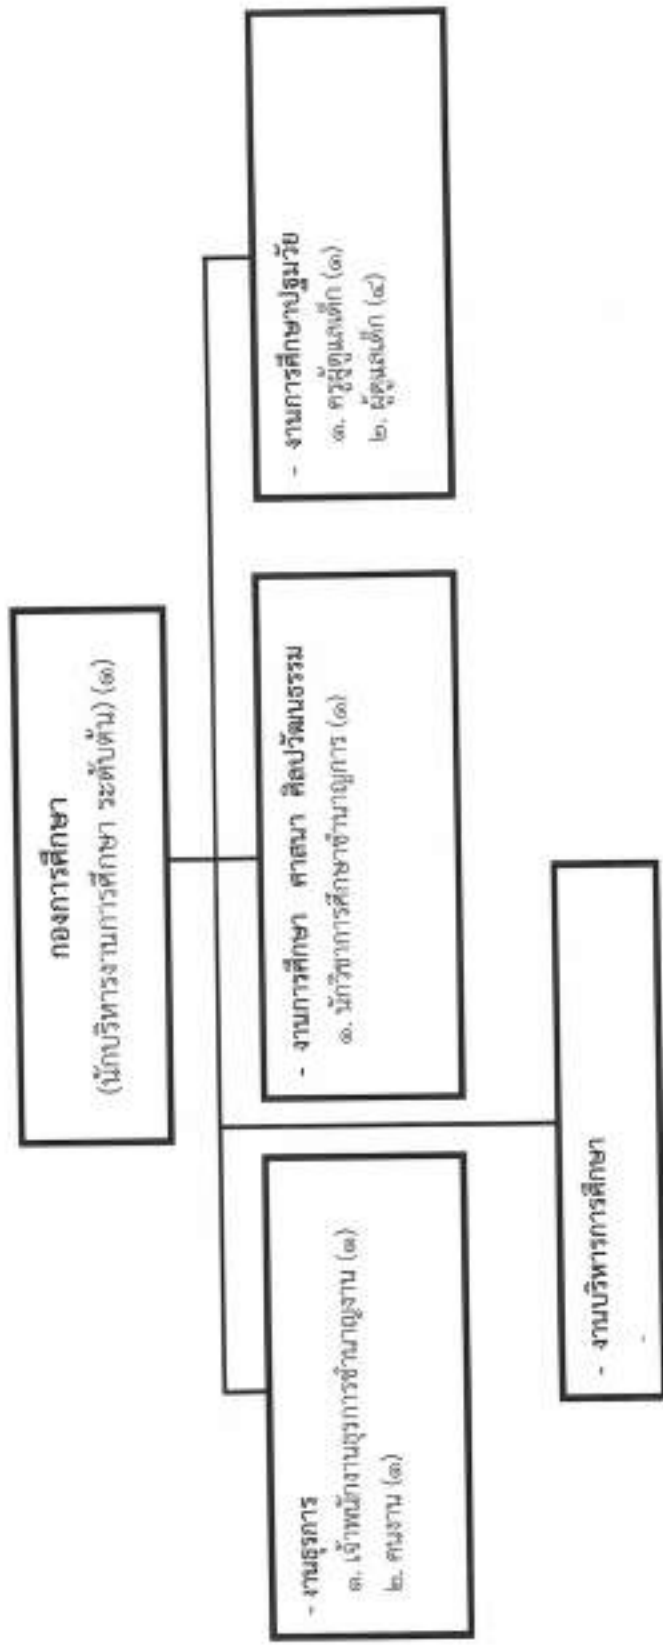 กองการศึกษา
(นักบริหารงานการศึกษา ระดับต้น) (๑)
- งานธุรการ
๑. เจ้าพนักงานธุรการชำนาญงาน (๑)
๒. คนงาน (๑)
- งานการศึกษา ศาสนา ศิลปวัฒนธรรม
๑. นักวิชาการศึกษาชำนาญการ (๑)
- งานการศึกษาปฐมวัย
๑. ครูผู้ดูแลเด็ก (๑)
๒. ผู้ดูแลเด็ก (๔)
- งานบริหารการศึกษา
-